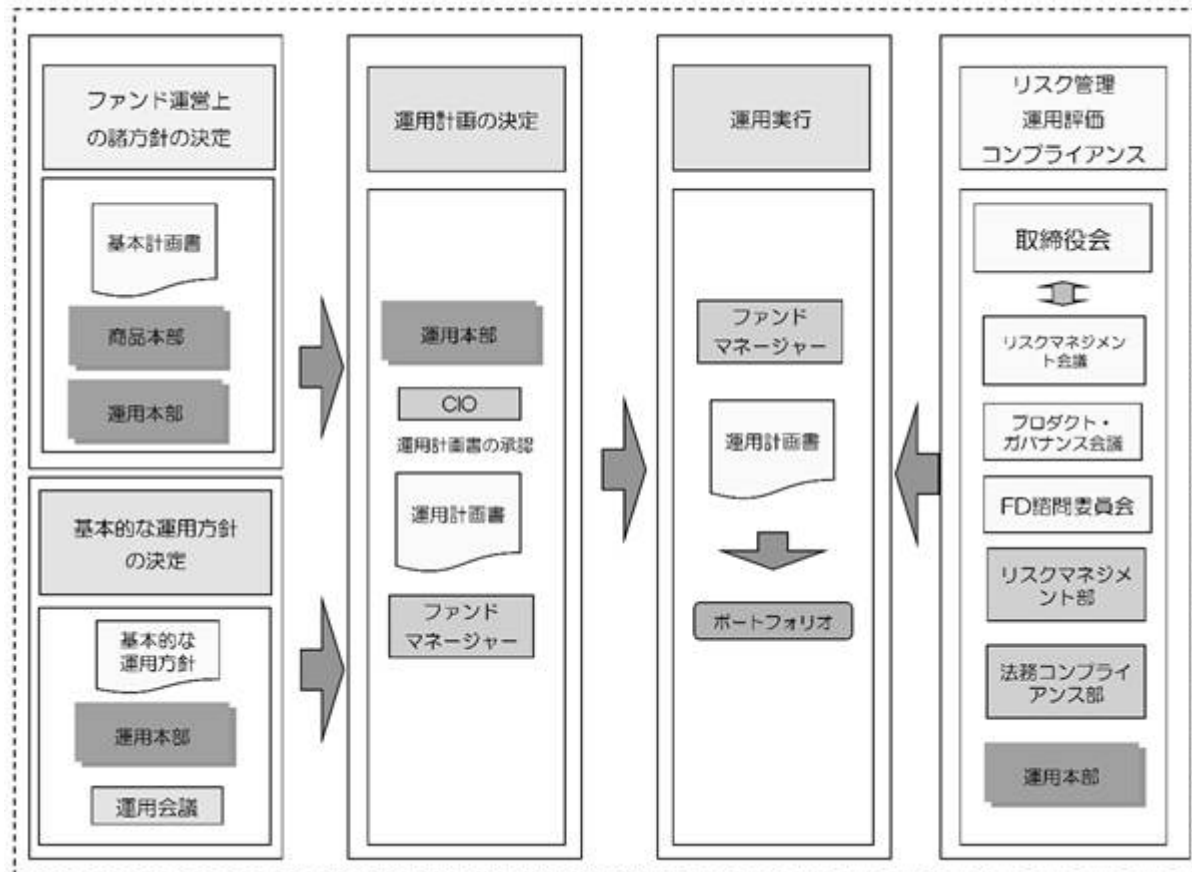 ファンド運営上
の諸方針の決定
基本計画書
商品本部
運用本部
基本的な運用方針
の決定
基本的な
運用方針
運用本部
運用会議
運用計画の決定
運用本部
CIO
運用計画書の承認
運用計画書
ファンド
マネージャー
運用実行
ファンド
マネージャー
運用計画書
ポートフォリオ
リスク管理
運用評価
コンプライアンス
取締役会
リスクマネジメン
ト会議
プロダクト・
ガバナンス会議
FD諮問委員会
リスクマネジメ
ント部
法務コンプライ
アンス部
運用本部